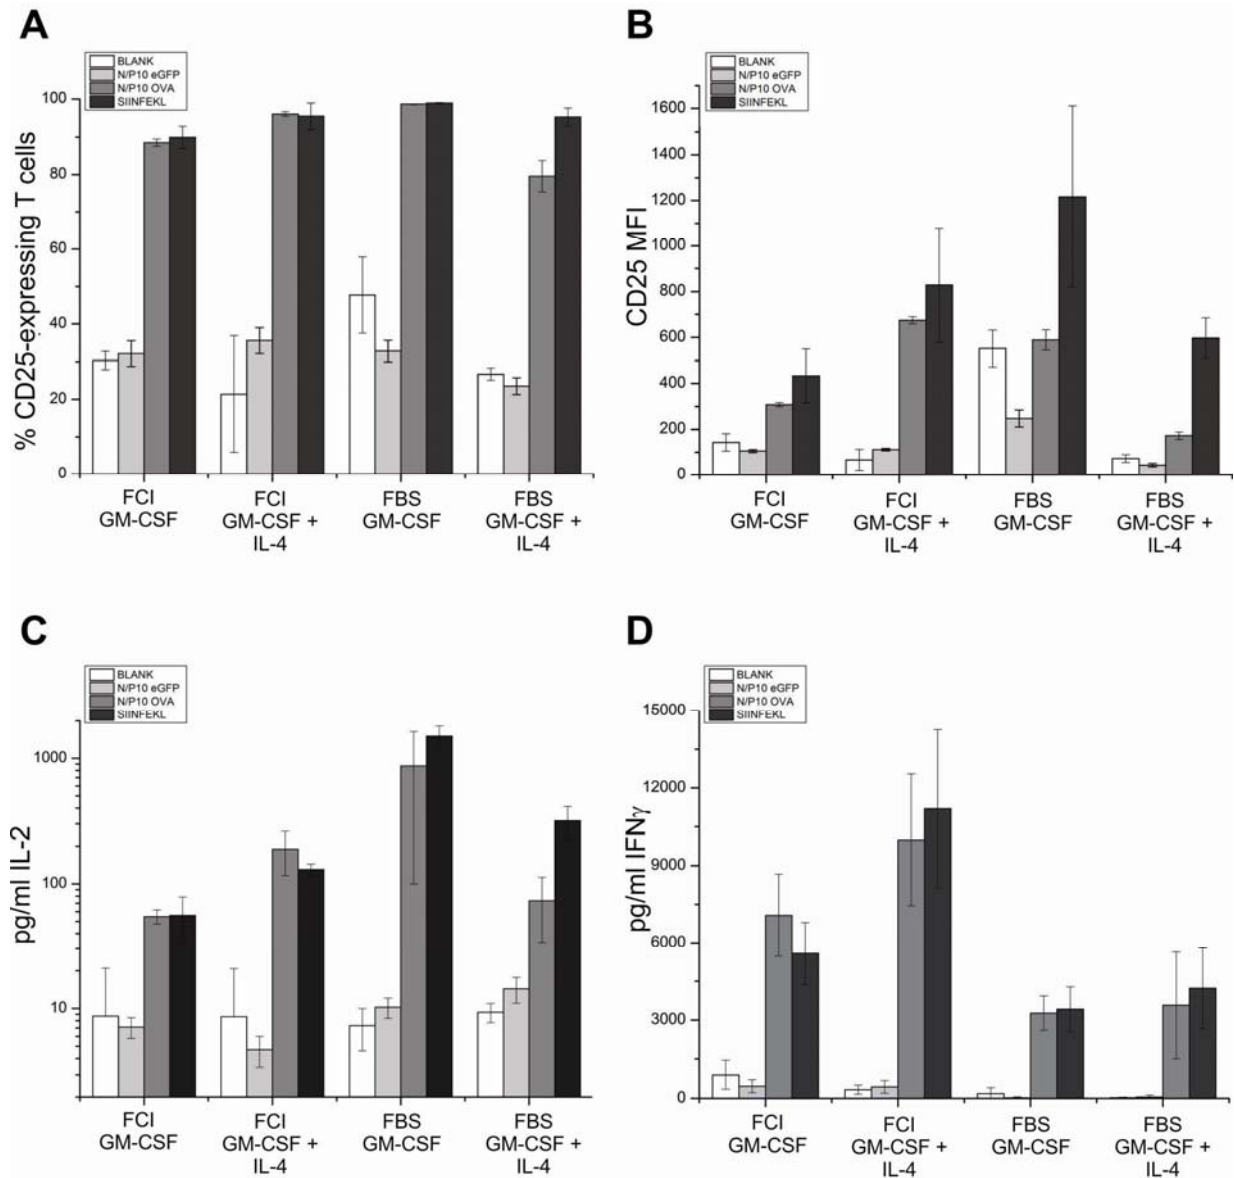 A
BLANK
N/P10 eGFP
N/P10 OVA
SIINFEKL
% CD25-expressing T cells
100
80
60
40
20
0
FCI
GM-CSF
FCI
GM-CSF +
IL-4
FBS
GM-CSF
FBS
GM-CSF +
IL-4
B
BLANK
N/P10 eGFP
N/P10 OVA
SIINFEKL
CD25 MFI
1600
1400
1200
1000
800
600
400
200
0
FCI
GM-CSF
FCI
GM-CSF +
IL-4
FBS
GM-CSF
FBS
GM-CSF +
IL-4
C
BLANK
N/P10 eGFP
N/P10 OVA
SIINFEKL
pg/ml IL-2
1000
100
10
FCI
GM-CSF
FCI
GM-CSF +
IL-4
FBS
GM-CSF
FBS
GM-CSF +
IL-4
D
BLANK
N/P10 eGFP
N/P10 OVA
SIINFEKL
pg/ml IFNγ
15000
12000
9000
6000
3000
0
FCI
GM-CSF
FCI
GM-CSF +
IL-4
FBS
GM-CSF
FBS
GM-CSF +
IL-4